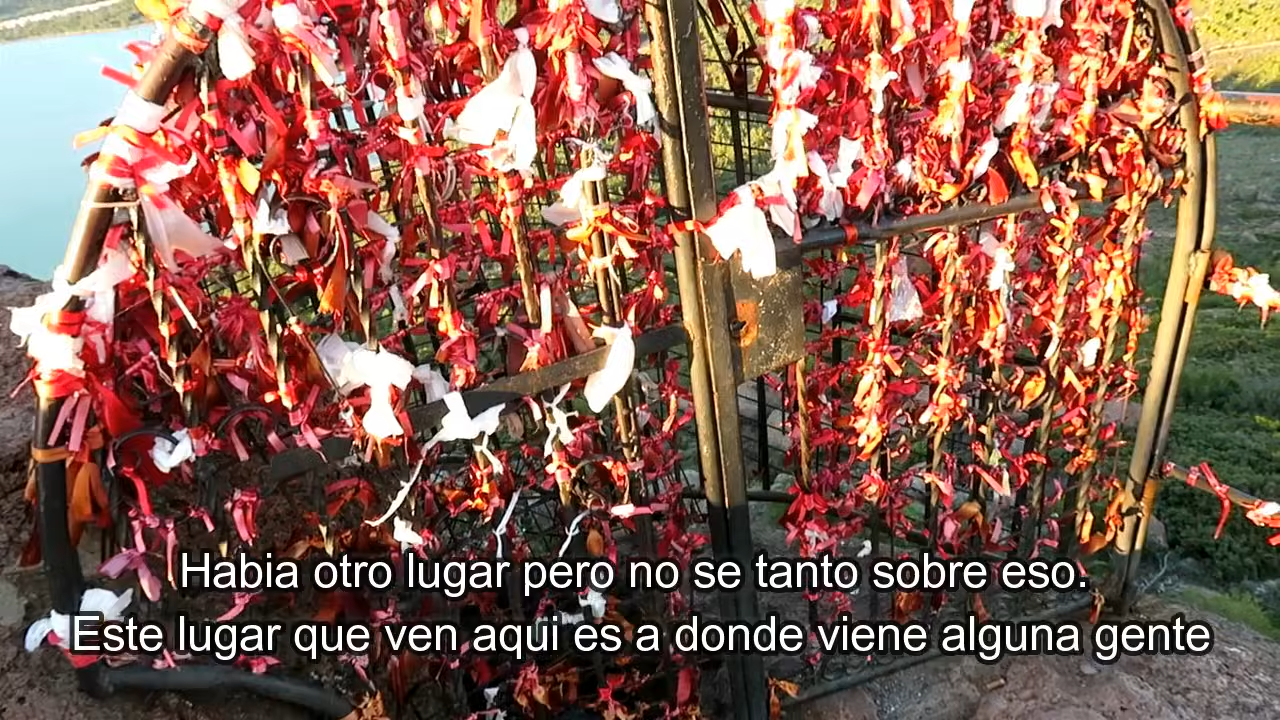 Habia otro lugar pero no se tanto sobre eso.
Este lugar que ven aqui es a donde viene alguna gente